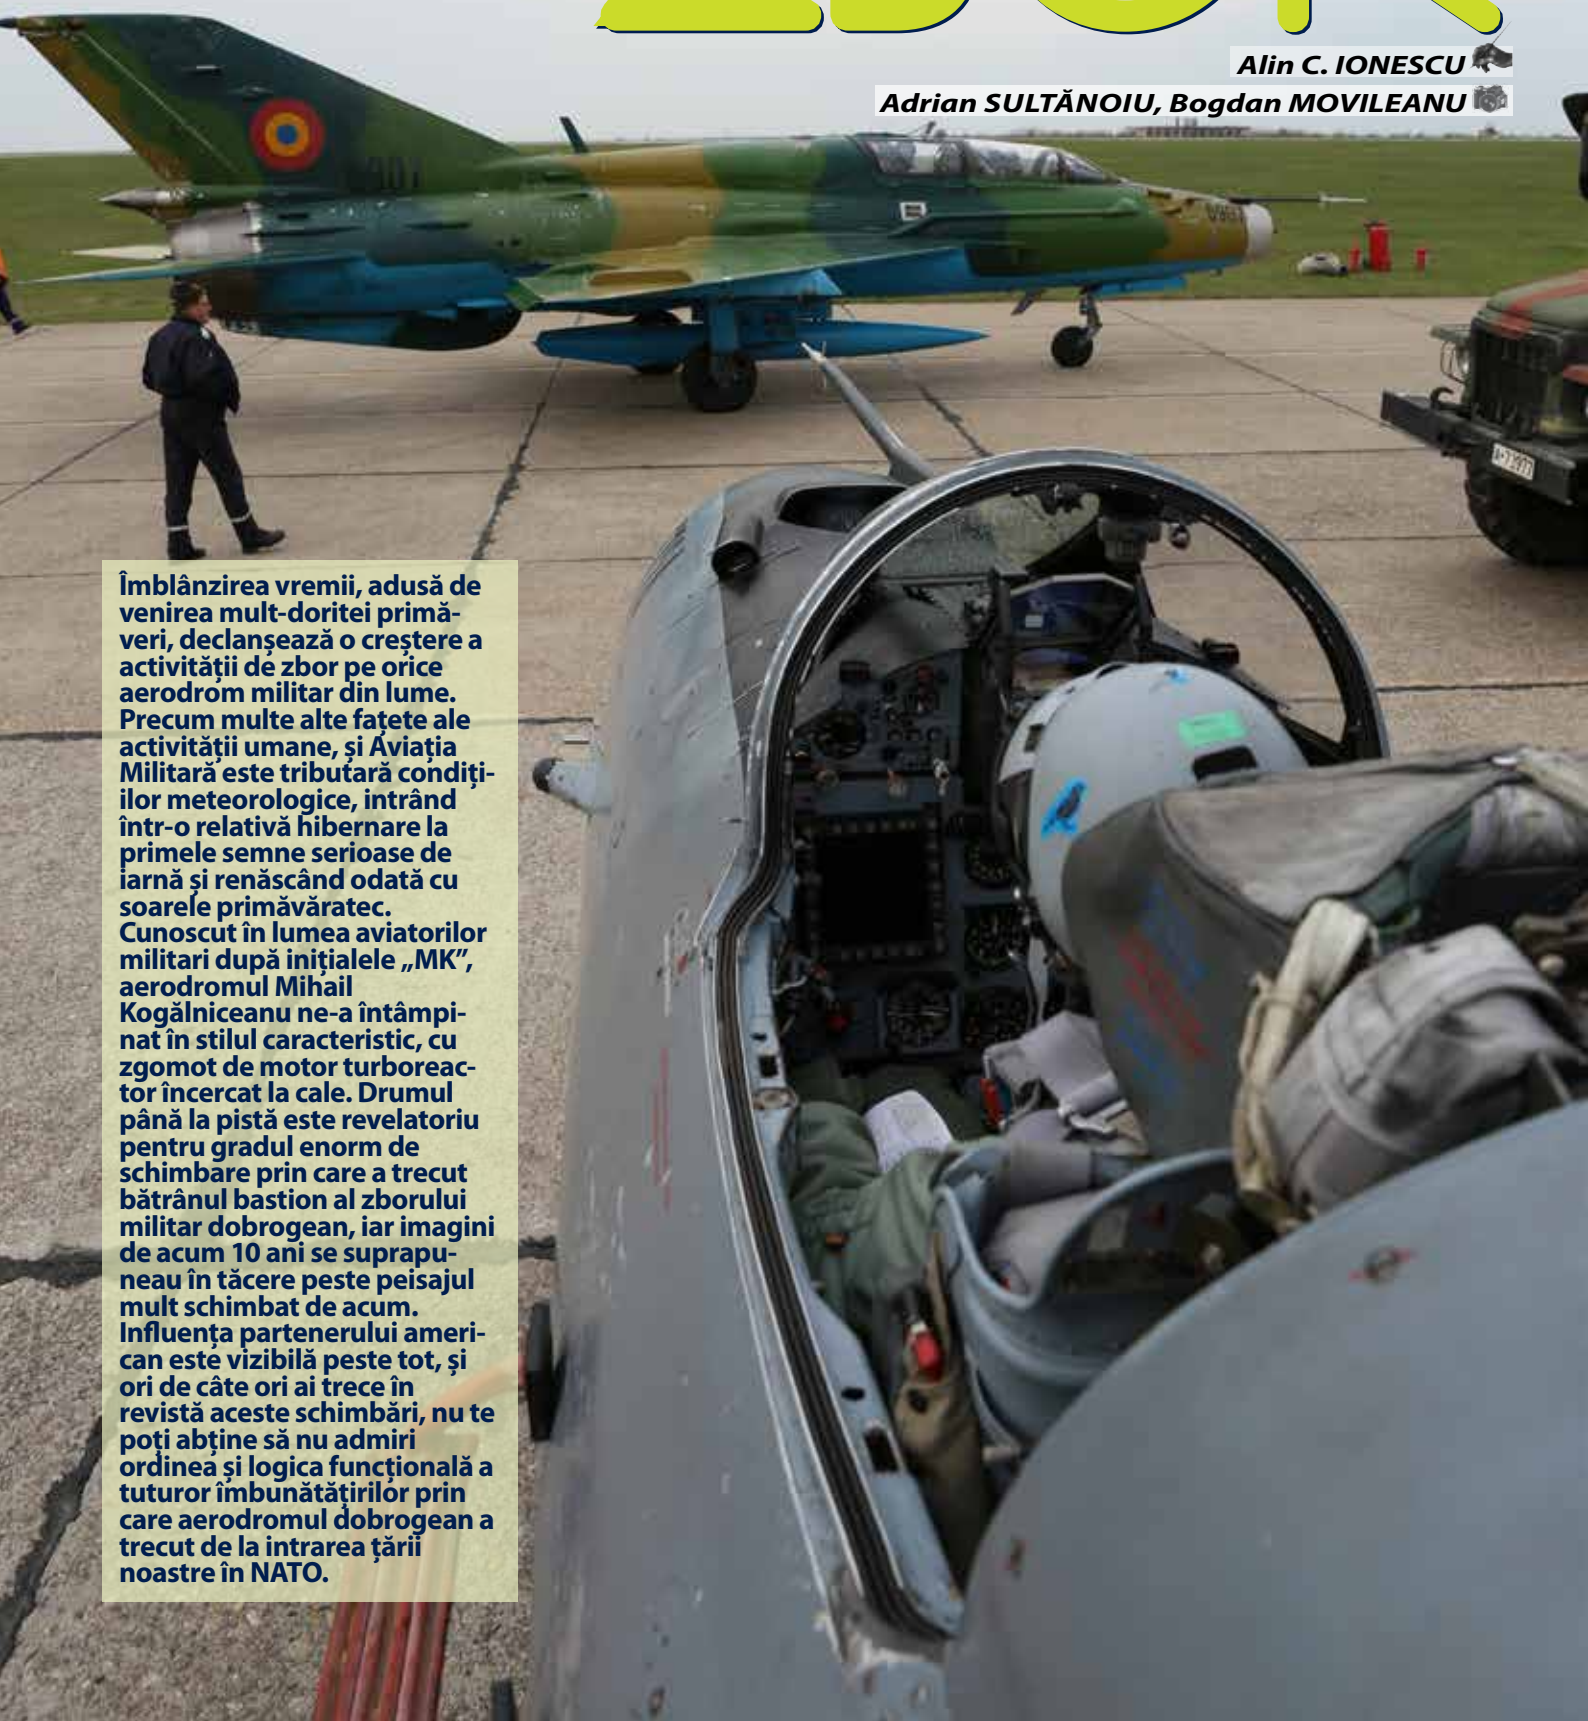 Alin C. IONESCU
Adrian SULTĂNOIU, Bogdan MOVILEANU
Îmblânzirea vremii, adusă de
venirea mult-doritei primă-
veri, declanșează o creștere a
activității de zbor pe orice
aerodrom militar din lume.
Precum multe alte fațete ale
activității umane, și Aviația
Militară este tributară condiți-
ilor meteorologice, intrând
într-o relativă hibernare la
primele semne serioase de
iarnă și renăscând odată cu
soarele primăvăratec.
Cunoscut în lumea aviatorilor
militari după inițialele „MK”,
aerodromul Mihail
Kogălniceanu ne-a întâmpi-
nat în stilul caracteristic, cu
zgomot de motor turboreac-
tor încercat la cale. Drumul
până la pistă este revelatoriu
pentru gradul enorm de
schimbare prin care a trecut
bătrânul bastion al zborului
militar dobrogean, iar imagini
de acum 10 ani se suprapu-
neau în tăcere peste peisajul
mult schimbat de acum.
Influența partenerului ameri-
can este vizibilă peste tot, și
ori de câte ori ai trece în
revistă aceste schimbări, nu te
poți abține să nu admiri
ordinea și logica funcțională a
tuturor îmbunătățirilor prin
care aerodromul dobrogean a
trecut de la intrarea țării
noastre în NATO.